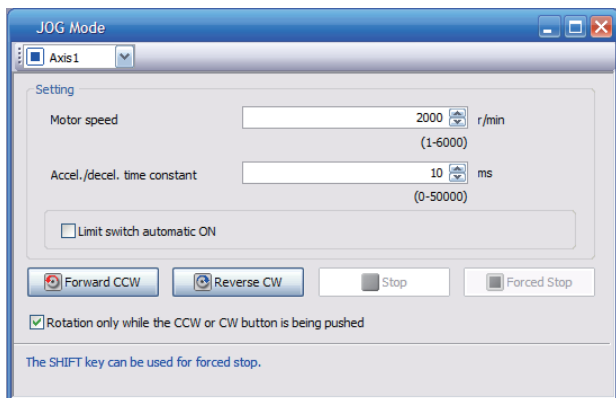 JOG Mode
Axis1
Setting
Motor speed 2000 r/min
(1-6000)
Accel./decel. time constant 10 ms
(0-50000)
Limit switch automatic ON
Forward CCW Reverse CW Stop Forced Stop
Rotation only while the CCW or CW button is being pushed
The SHIFT key can be used for forced stop.